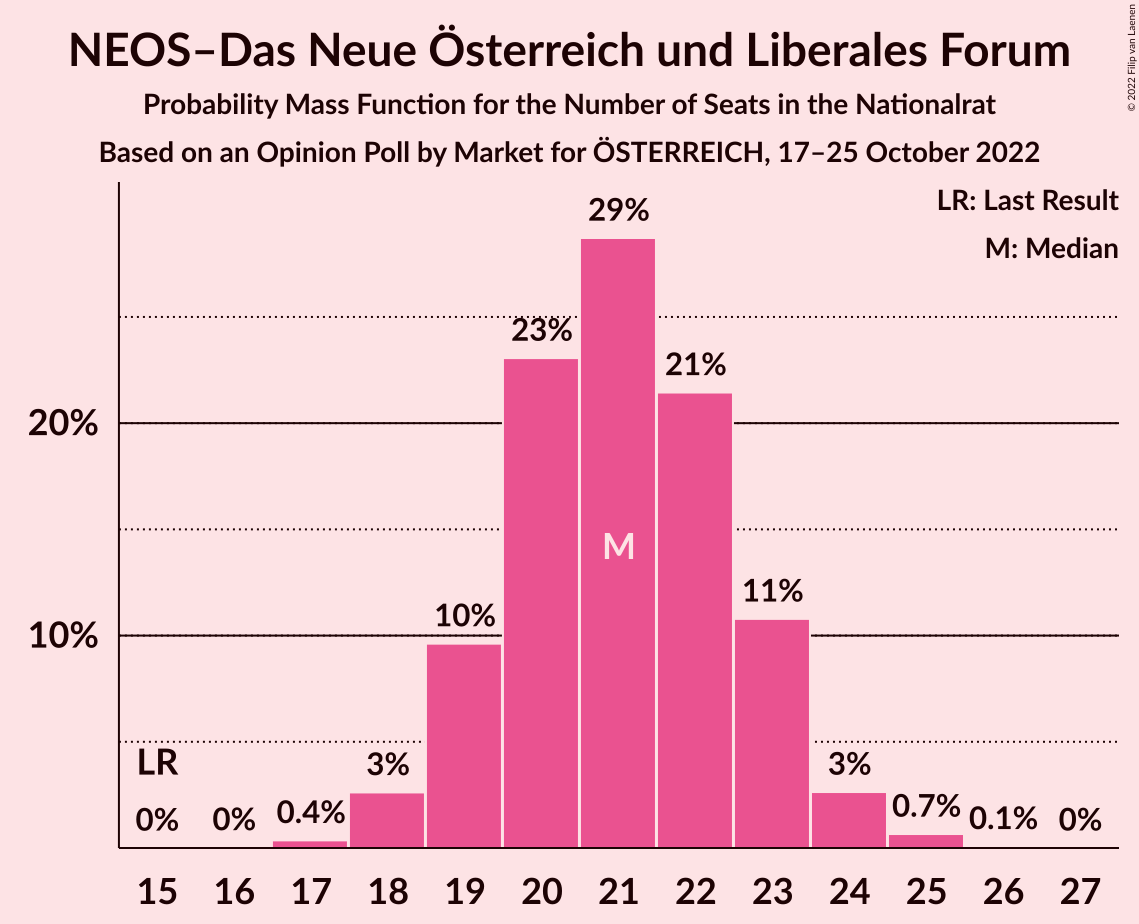 NEOS–Das Neue Österreich und Liberales Forum
Probability Mass Function for the Number of Seats in the Nationalrat
Based on an Opinion Poll by Market for ÖSTERREICH, 17–25 October 2022
© 2022 Filip van Laenen
LR: Last Result
M: Median
29%
23%
21%
20%
M
11%
10%
10%
LR
3%
3%
0%
0%
0.4%
0.7%
0.1%
0%
15 16 17 18 19 20 21 22 23 24 25 26 27